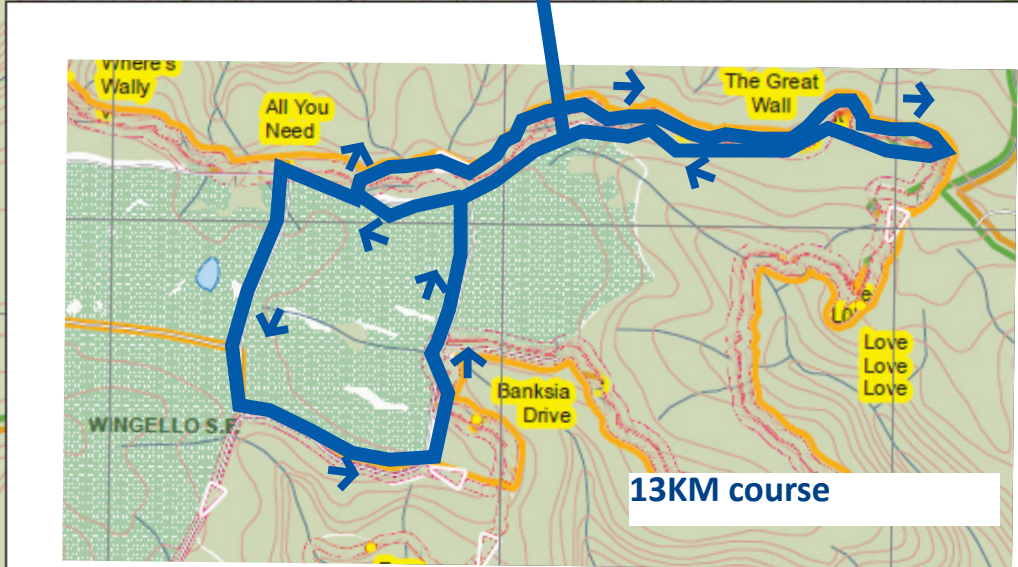 Where's
Wally
All You
Need
The Great
Wall
Love
Love
Love
Banksia
Drive
WINGELLO S.F.
13KM course